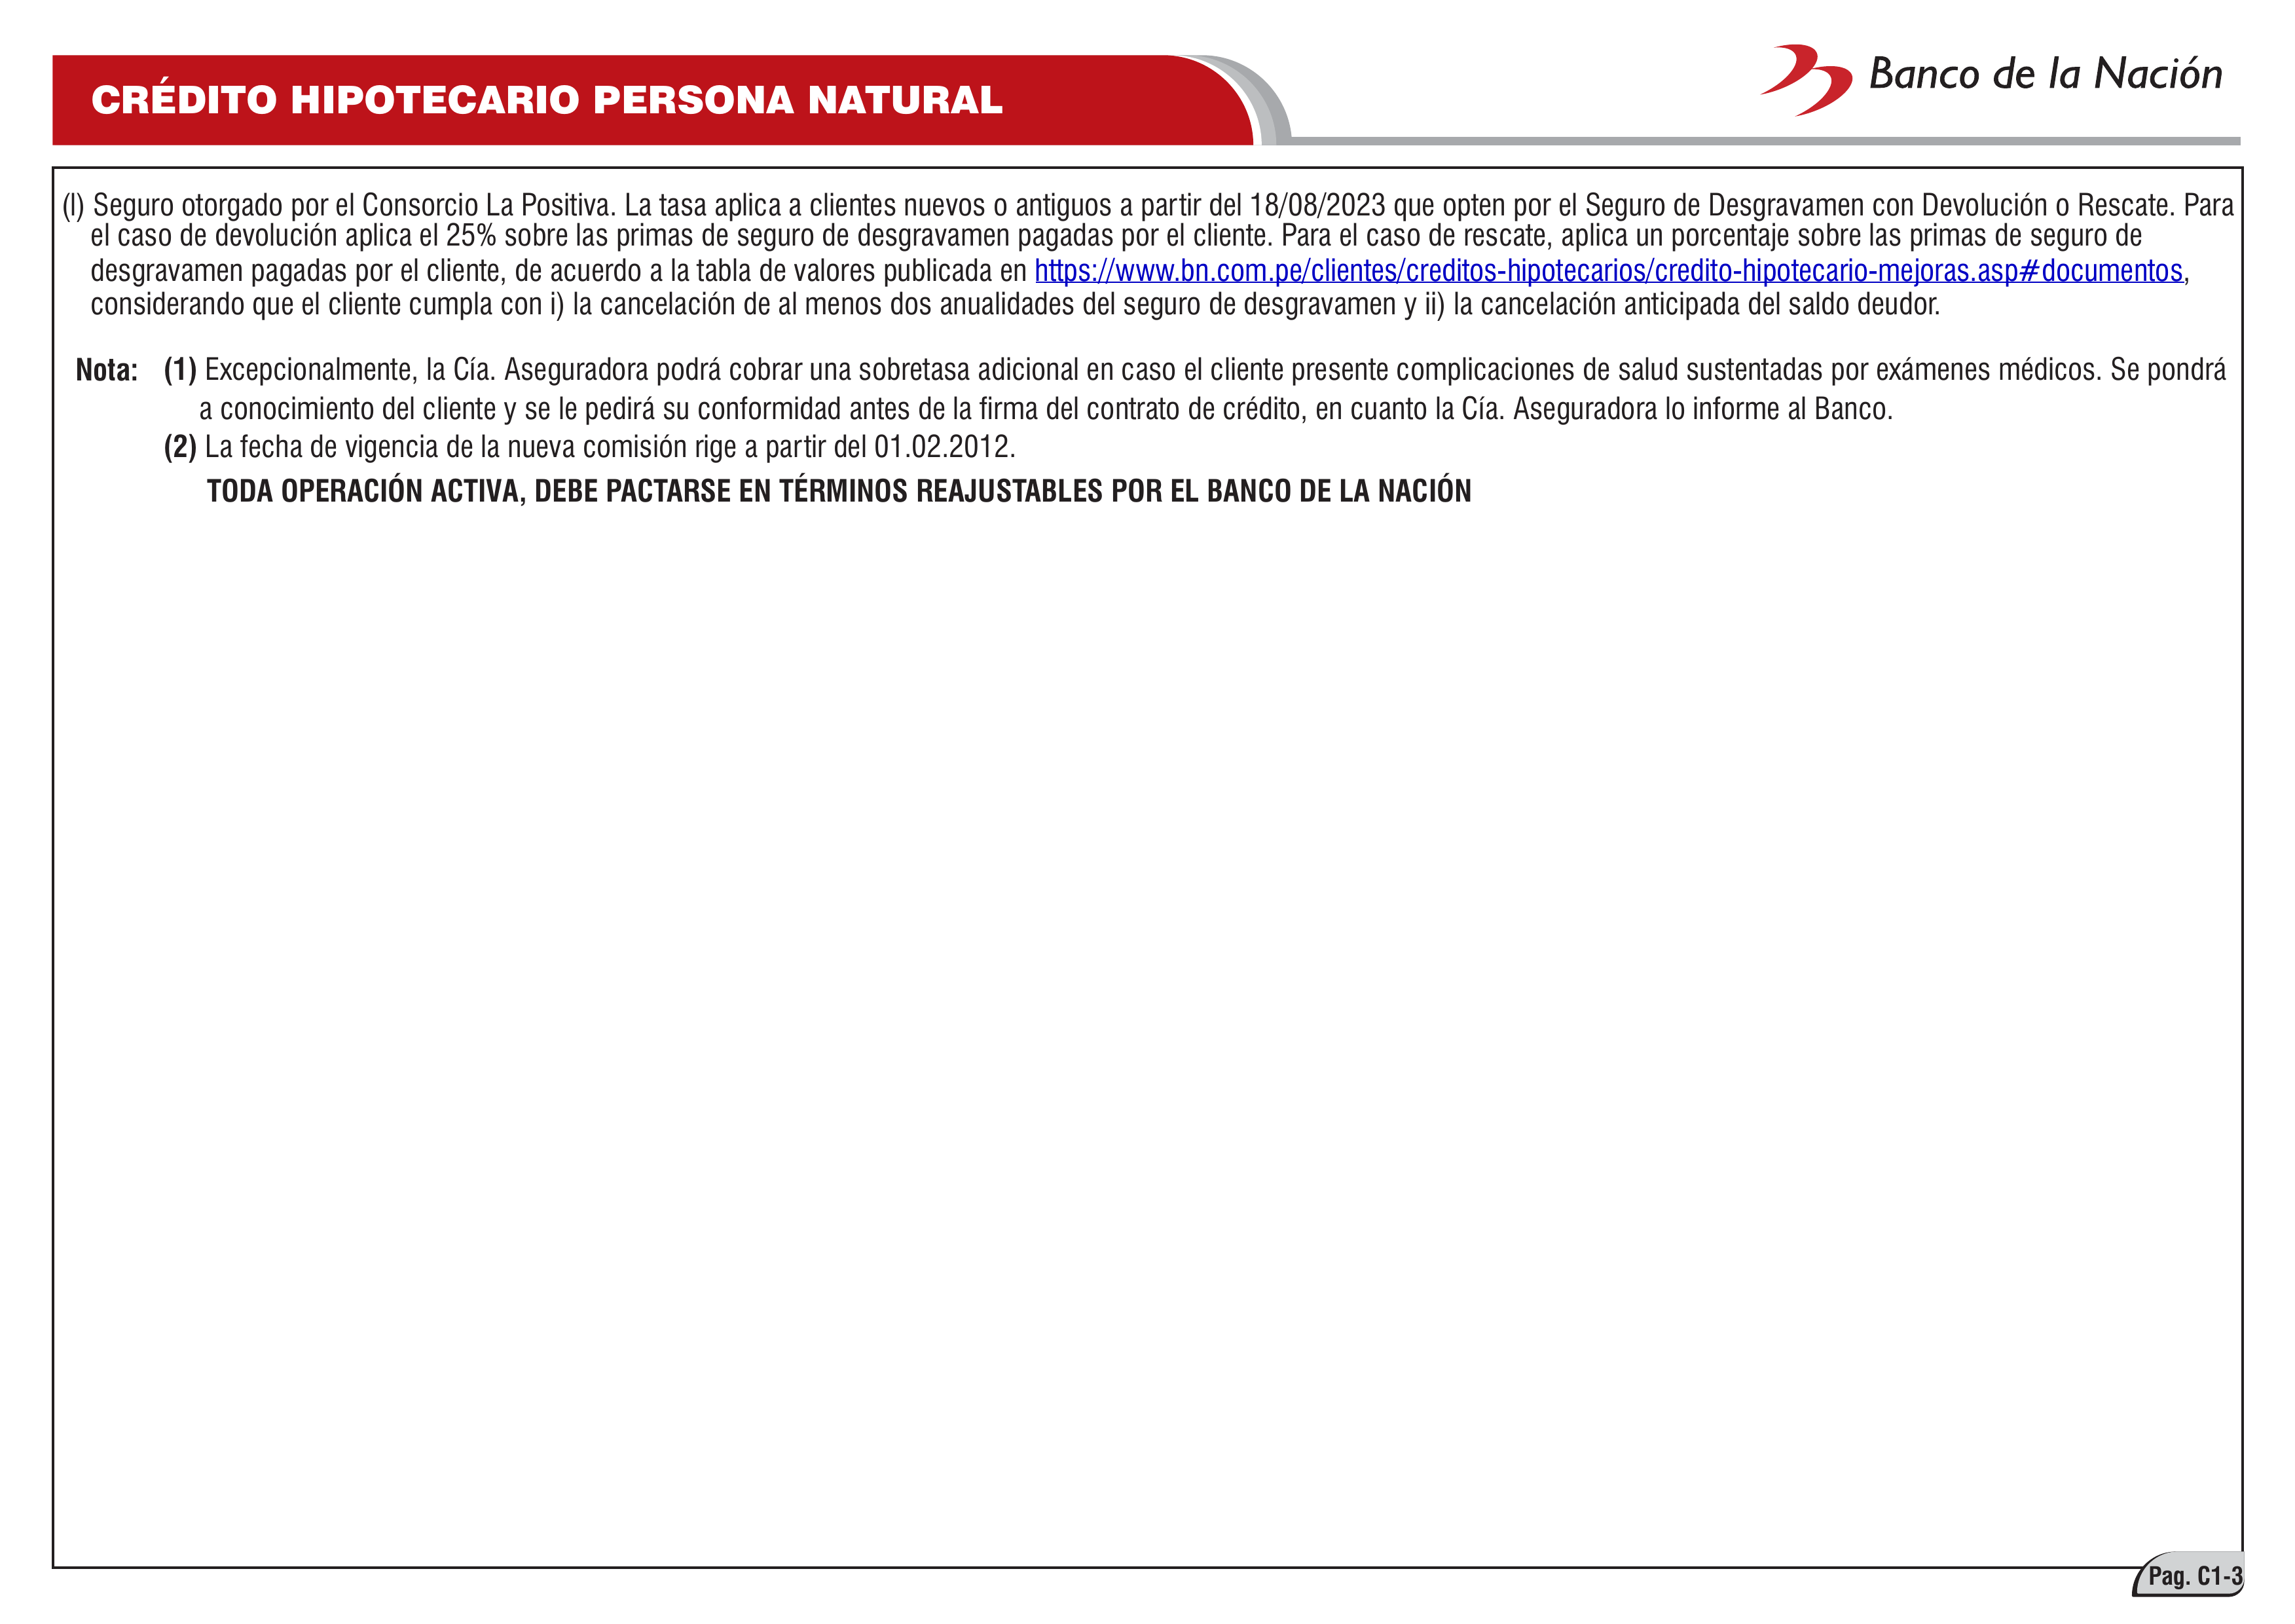 CRÉDITO HIPOTECARIO PERSONA NATURAL
Banco de la Nación
(l) Seguro otorgado por el Consorcio La Positiva. La tasa aplica a clientes nuevos o antiguos a partir del 18/08/2023 que opten por el Seguro de Desgravamen con Devolución o Rescate. Para
el caso de devolución aplica el 25% sobre las primas de seguro de desgravamen pagadas por el cliente. Para el caso de rescate, aplica un porcentaje sobre las primas de seguro de
desgravamen pagadas por el cliente, de acuerdo a la tabla de valores publicada en https://www.bn.com.pe/clientes/creditos-hipotecarios/credito-hipotecario-mejoras.asp#documentos,
considerando que el cliente cumpla con i) la cancelación de al menos dos anualidades del seguro de desgravamen y ii) la cancelación anticipada del saldo deudor.
Nota: (1) Excepcionalmente, la Cía. Aseguradora podrá cobrar una sobretasa adicional en caso el cliente presente complicaciones de salud sustentadas por exámenes médicos. Se pondrá
a conocimiento del cliente y se le pedirá su conformidad antes de la firma del contrato de crédito, en cuanto la Cía. Aseguradora lo informe al Banco.
(2) La fecha de vigencia de la nueva comisión rige a partir del 01.02.2012.
TODA OPERACIÓN ACTIVA, DEBE PACTARSE EN TÉRMINOS REAJUSTABLES POR EL BANCO DE LA NACIÓN
Pag. C1-3